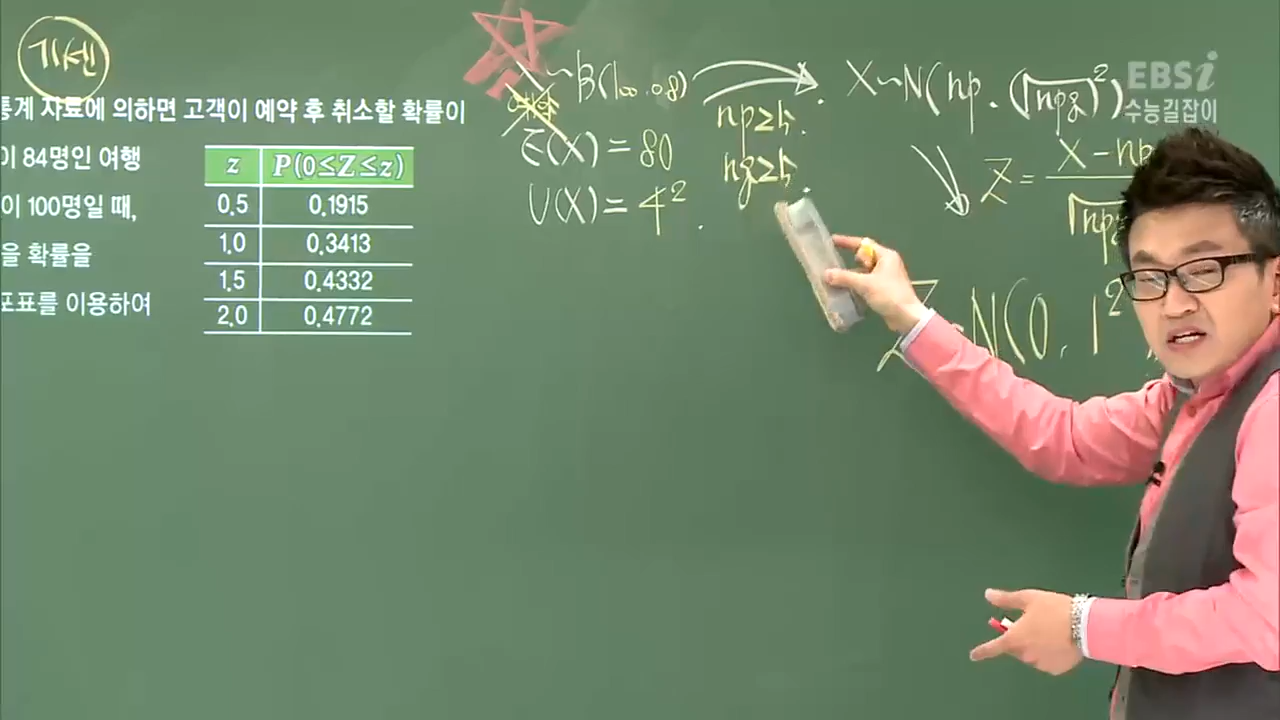 기센
통계 자료에 의하면 고객이 예약 후 취소할 확률이
이 84명인 여행
이 100명일 때,
을 확률을
포표를 이용하여
z P(0≤Z≤z)
0.5 0.1915
1.0 0.3413
1.5 0.4332
2.0 0.4772
X~B(100.0.8)
E(X)=80
V(X)=4²
np≥5.
nq≥5.
X~N(np.(√npq)²)
Z=X-np/√npq
Z~N(0.1²
EBSi
수능길잡이